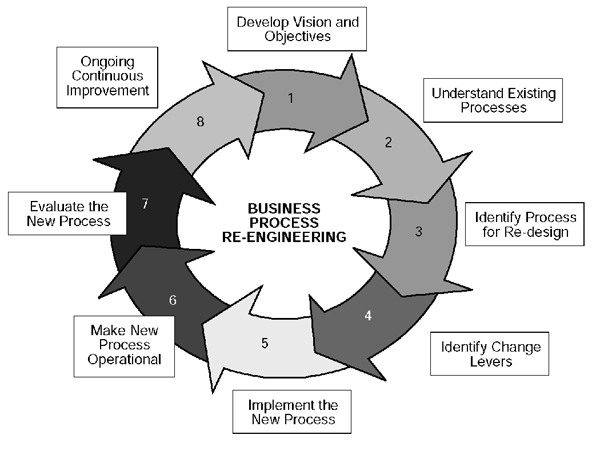 Develop Vision and
Objectives
1
Understand Existing
Processes
2
Identify Process
for Re-design
3
Identify Change
Levers
4
Implement the
New Process
5
Make New
Process
Operational
6
Evaluate the
New Process
7
Ongoing
Continuous
Improvement
8
BUSINESS
PROCESS
RE-ENGINEERING